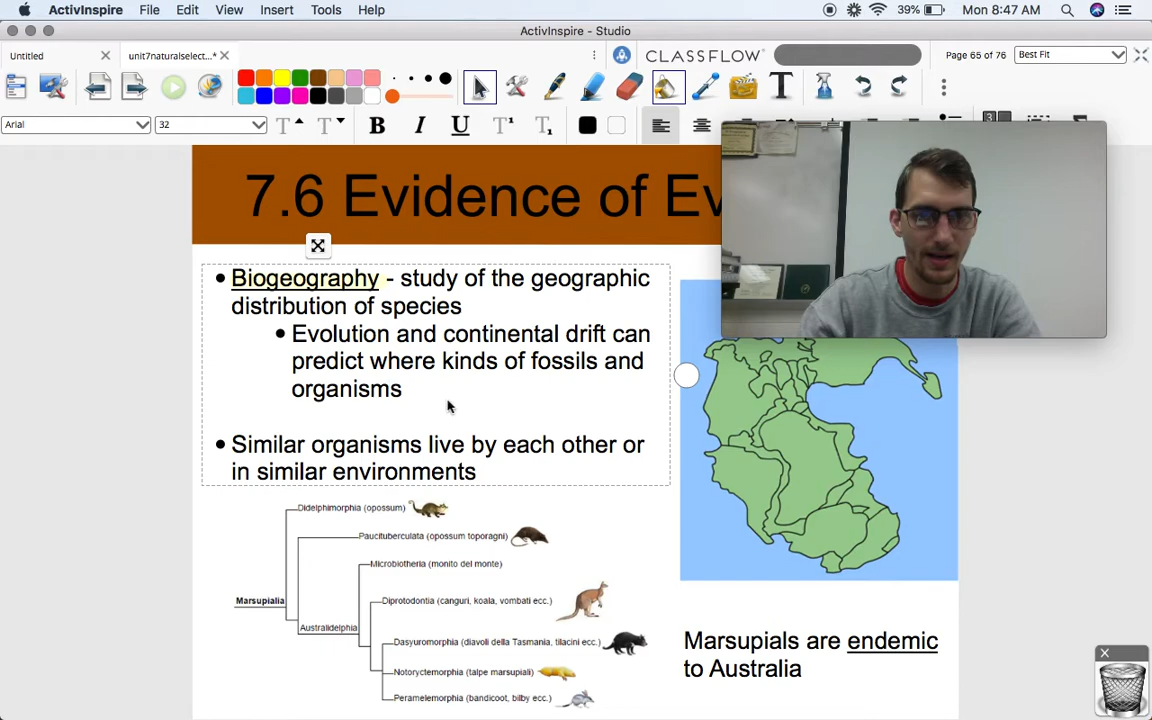 ActivInspire File Edit View Insert Tools Help 39% Mon 8:47 AM
ActivInspire - Studio
Untitled unit7naturalselect...* CLASSFLOW Page 65 of 76 Best Fit
Arial 32 T T B I U T¹ T₁ 3
7.6 Evidence of Ev
• Biogeography - study of the geographic
distribution of species
• Evolution and continental drift can
predict where kinds of fossils and
organisms
• Similar organisms live by each other or
in similar environments
Didelphimorphia (opossum)
Paucituberculata (opossum toporagni)
Microbiotheria (monito del monte)
Marsupialia
Diprotodontia (canguri, koala, vombati ecc.)
Australidelphia
Dasyuromorphia (diavoli della Tasmania, tilacini ecc.)
Notoryctemorphia (talpe marsupiali)
Peramelemorphia (bandicoot, bilby ecc.)
Marsupials are endemic
to Australia